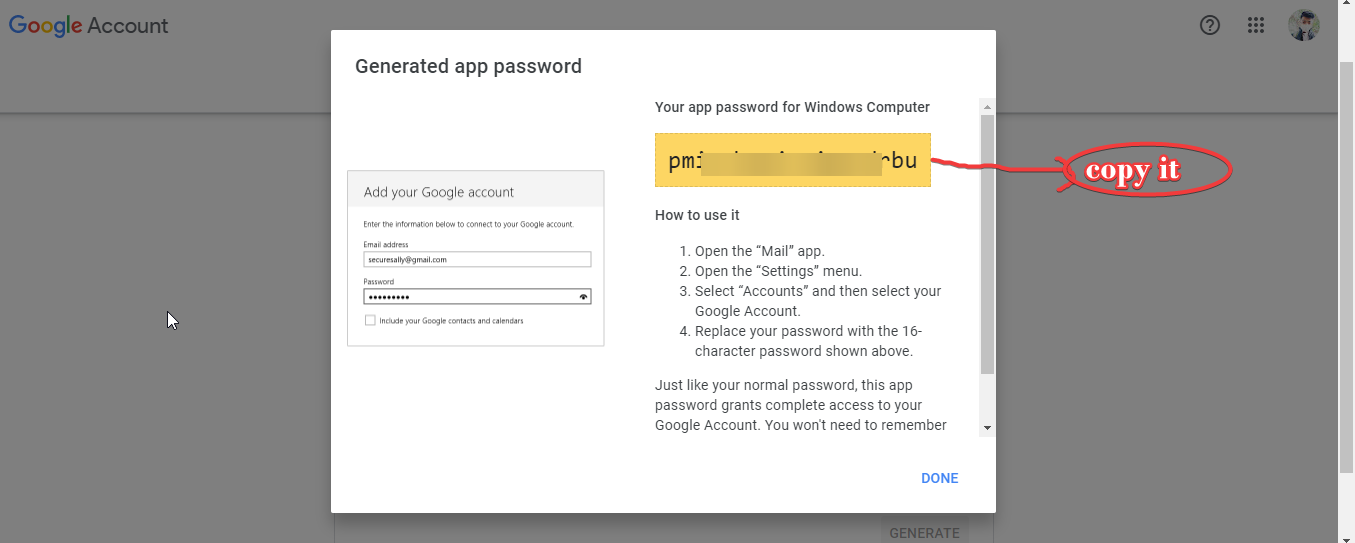 Google Account
Generated app password
Your app password for Windows Computer
copy it
Add your Google account
Enter the information below to connect to your Google account.
Email address
securesally@gmail.com
Password
Include your Google contacts and calendars
How to use it
1. Open the “Mail” app.
2. Open the “Settings” menu.
3. Select “Accounts” and then select your
Google Account.
4. Replace your password with the 16-
character password shown above.
Just like your normal password, this app
password grants complete access to your
Google Account. You won't need to remember
DONE
GENERATE